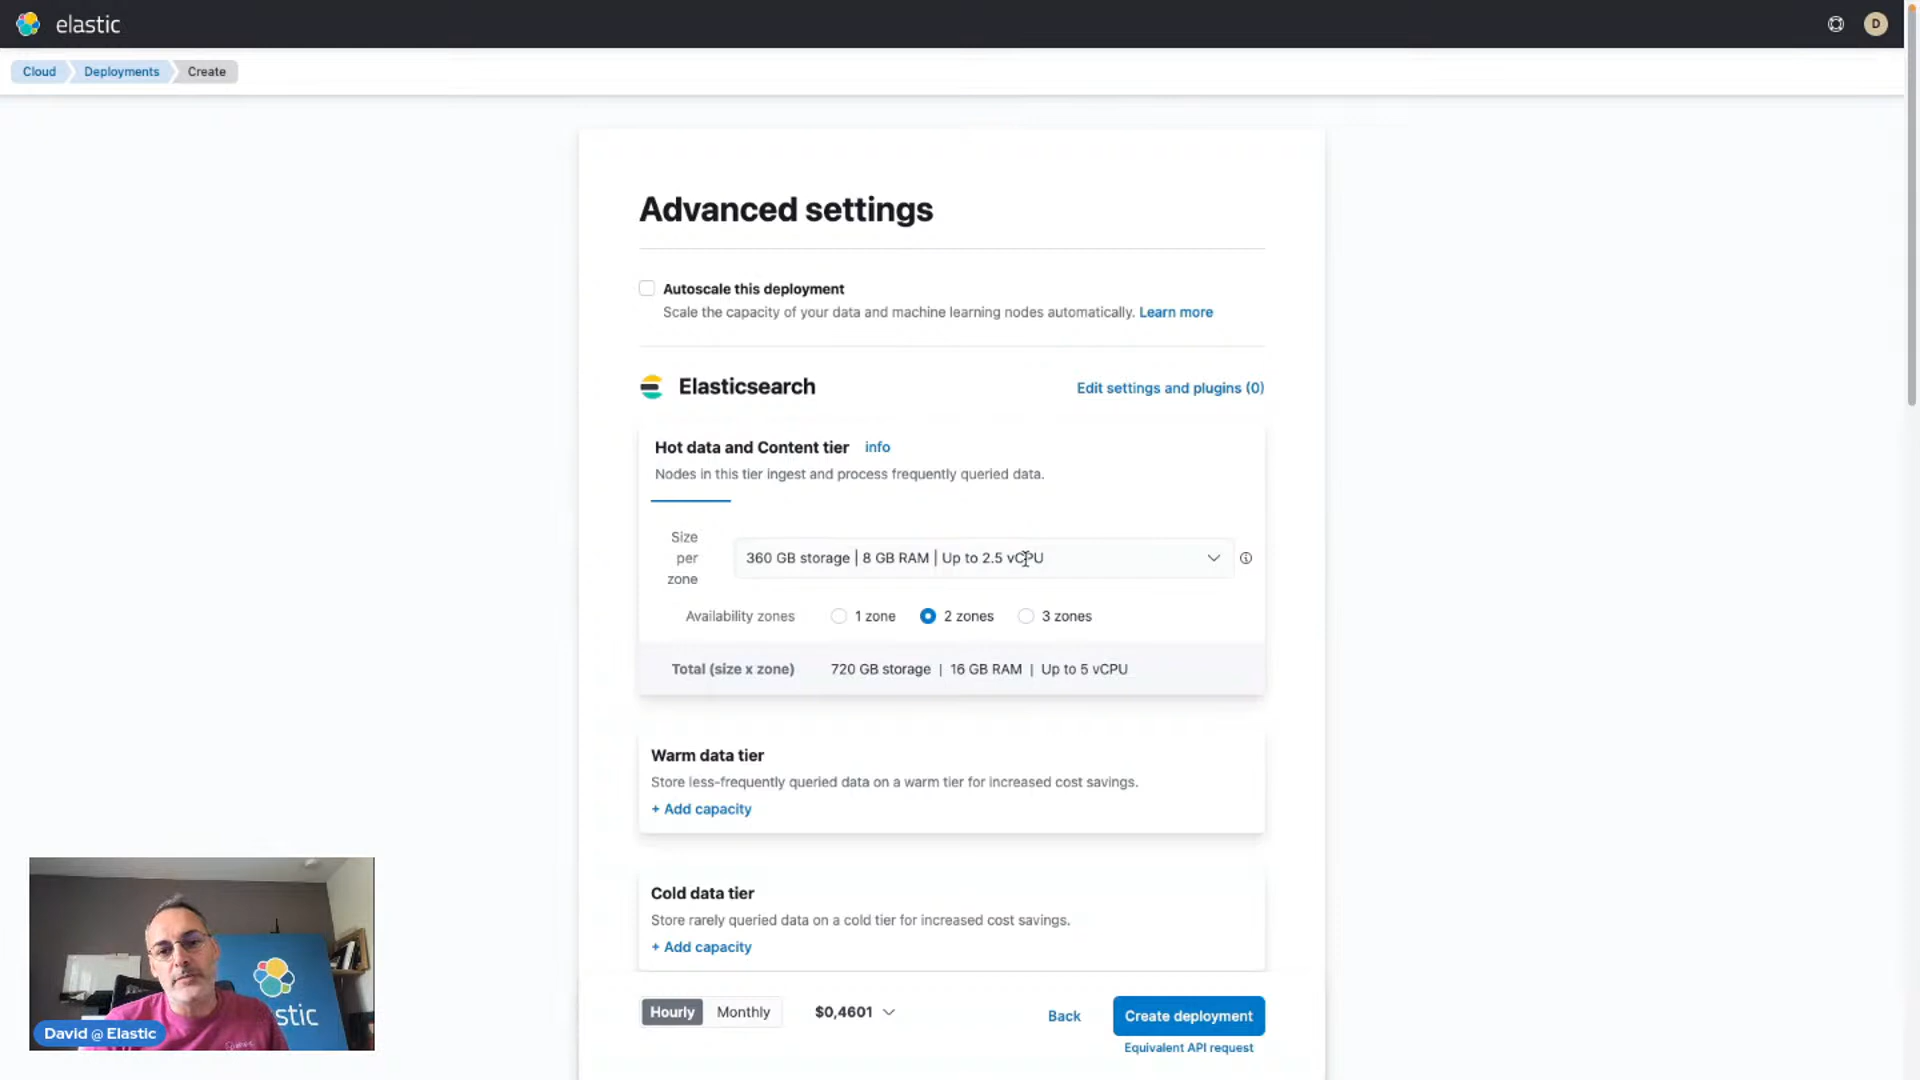 elastic
D
Cloud
Deployments
Create
Advanced settings
Autoscale this deployment
Scale the capacity of your data and machine learning nodes automatically. Learn more
Elasticsearch
Edit settings and plugins (0)
Hot data and Content tier info
Nodes in this tier ingest and process frequently queried data.
Size
per
zone
360 GB storage | 8 GB RAM | Up to 2.5 vCPU
Availability zones
1 zone
2 zones
3 zones
Total (size x zone)
720 GB storage | 16 GB RAM | Up to 5 vCPU
Warm data tier
Store less-frequently queried data on a warm tier for increased cost savings.
+ Add capacity
Cold data tier
Store rarely queried data on a cold tier for increased cost savings.
+ Add capacity
Hourly
Monthly
$0,4601
Back
Create deployment
Equivalent API request
stic
David @ Elastic